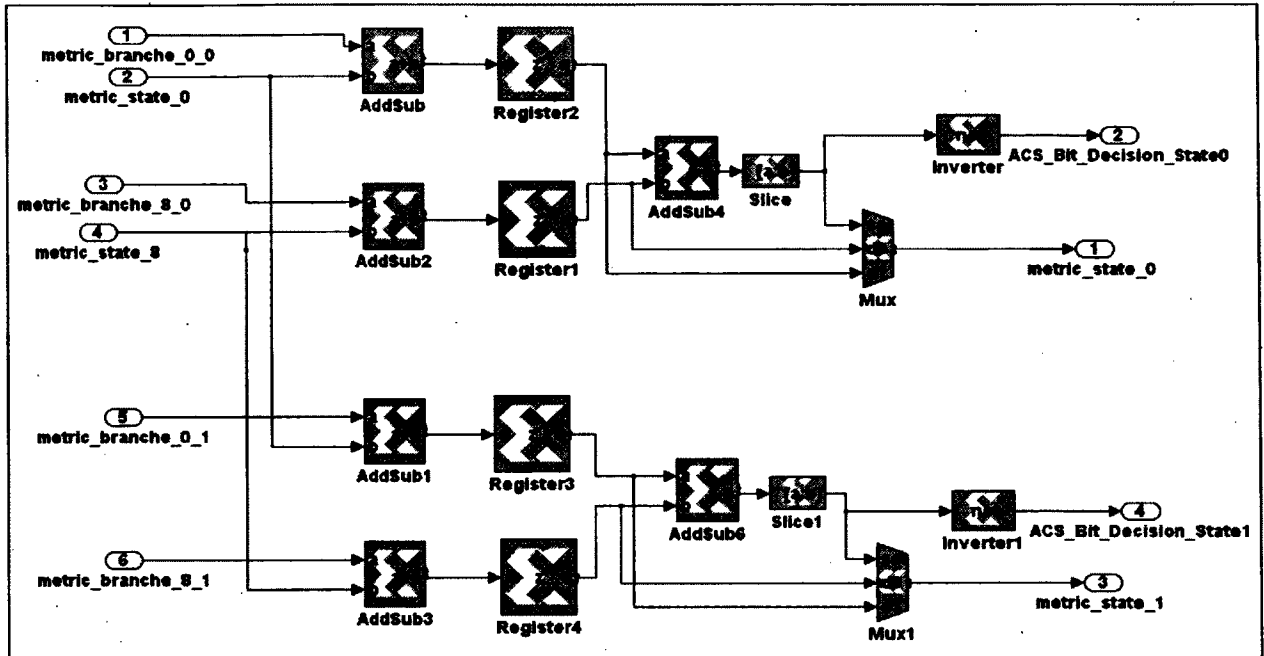 1
metric_branche_0_0
2
metric_state_0
AddSub
Register2
3
metric_branche_8_0
4
metric_state_8
AddSub2
Register1
AddSub4
Slice
Inverter
2
ACS_Bit_Decision_State0
Mux
1
metric_state_0
5
metric_branche_0_1
AddSub1
Register3
6
metric_branche_8_1
AddSub3
Register4
AddSub6
Slice1
Inverter1
4
ACS_Bit_Decision_State1
Mux1
3
metric_state_1